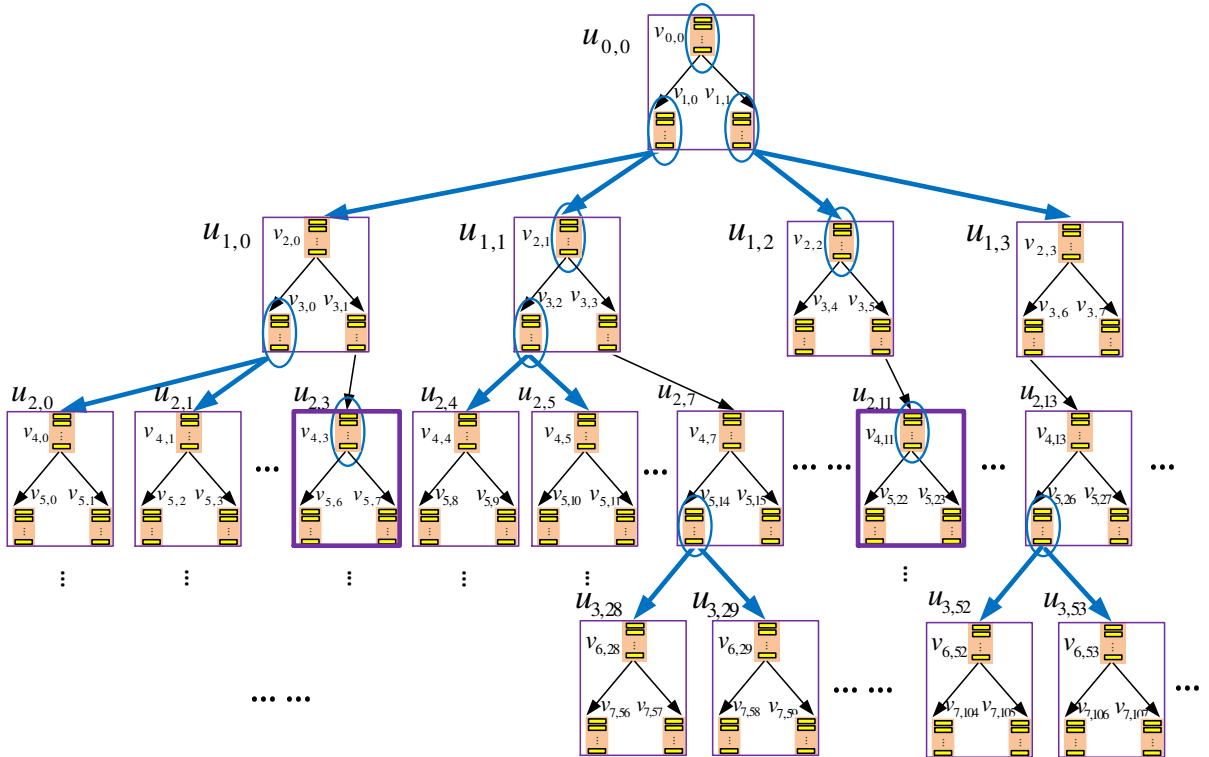 u0,0
v0,0
v1,0 v1,1
u1,0 u1,1 u1,2 u1,3
v2,0 v2,1 v2,2 v2,3
v3,0 v3,1 v3,2 v3,3 v3,4 v3,5 v3,6 v3,7
u2,0 u2,1 u2,3 u2,4 u2,5 u2,7 u2,11 u2,13
v4,0 v4,1 v4,3 v4,4 v4,5 v4,7 v4,11 v4,13
v5,0 v5,1 v5,2 v5,3 v5,6 v5,7 v5,8 v5,9 v5,10 v5,11 v5,14 v5,15 v5,22 v5,23 v5,26 v5,27
u3,28 u3,29 u3,52 u3,53
v6,28 v6,29 v6,52 v6,53
v7,56 v7,57 v7,58 v7,59 v7,104 v7,105 v7,106 v7,107